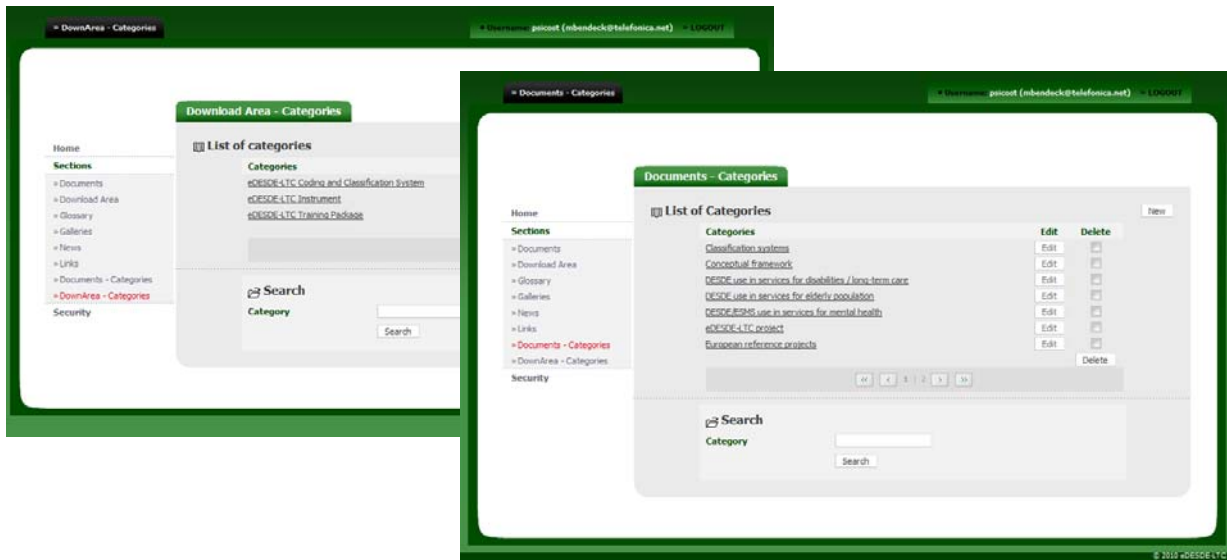 » DownArea - Categories
» Username: psicost (mbendeck@telefonica.net) » LOGOUT
Download Area - Categories
Home
Sections
» Documents
» Download Area
» Glossary
» Galleries
» News
» Links
» Documents - Categories
» DownArea - Categories
Security
List of categories
Categories
eDESDE-LTC Coding and Classification System
eDESDE-LTC Instrument
eDESDE-LTC Training Package
Search
Category
Search
» Documents - Categories
» Username: psicost (mbendeck@telefonica.net) » LOGOUT
Documents - Categories
Home
Sections
» Documents
» Download Area
» Glossary
» Galleries
» News
» Links
» Documents - Categories
» DownArea - Categories
Security
List of Categories New
Categories Edit Delete
Classification systems Edit
Conceptual framework Edit
DESDE use in services for disabilities / long-term care Edit
DESDE use in services for elderly population Edit
DESDE/ESMS use in services for mental health Edit
eDESDE-LTC project Edit
European reference projects Edit
Delete
/ 2
Search
Category
Search
© 2010 eDESDE-LTC